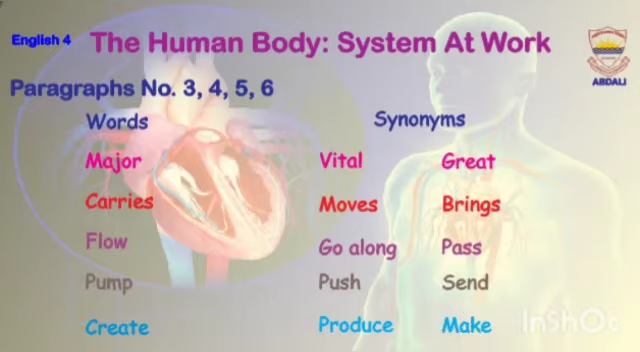 English 4 The Human Body: System At Work
ABDALI
Paragraphs No. 3, 4, 5, 6
Words Synonyms
Major Vital Great
Carries Moves Brings
Flow Go along Pass
Pump Push Send
Create Produce Make
InShOt